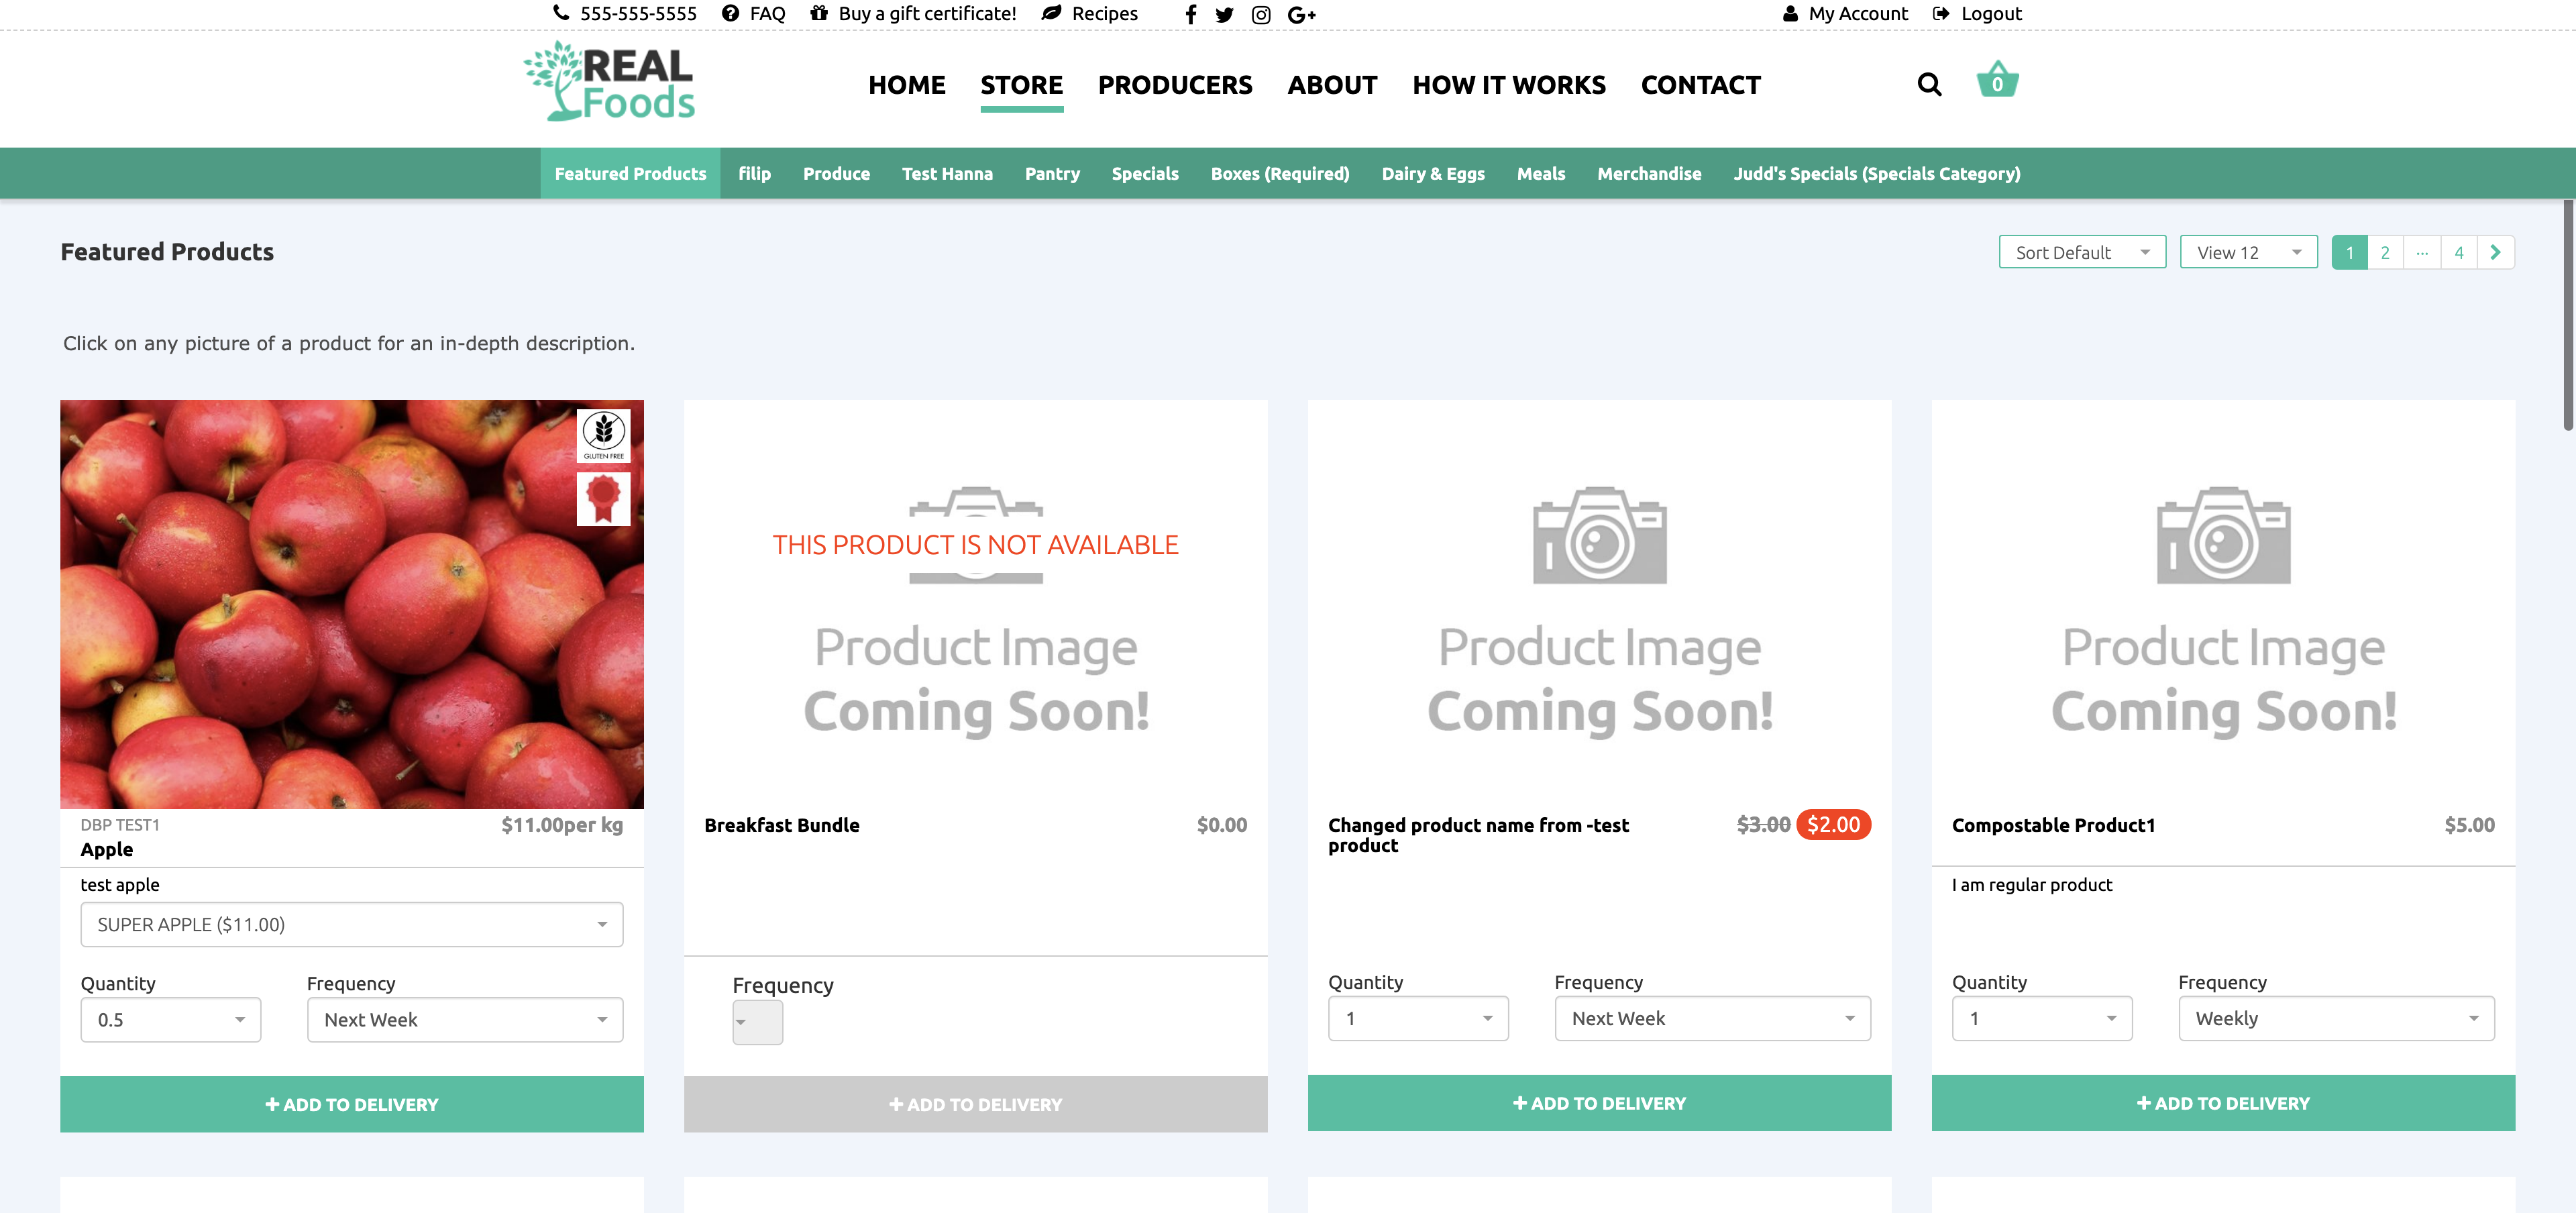 555-555-5555 FAQ Buy a gift certificate! Recipes My Account Logout
REAL
Foods
HOME STORE PRODUCERS ABOUT HOW IT WORKS CONTACT 0
Featured Products filip Produce Test Hanna Pantry Specials Boxes (Required) Dairy & Eggs Meals Merchandise Judd's Specials (Specials Category)
Featured Products Sort Default View 12 1 2 ... 4
Click on any picture of a product for an in-depth description.
GLUTEN FREE
DBP TEST1 $11.00per kg
Apple
test apple
SUPER APPLE ($11.00)
Quantity Frequency
0.5 Next Week
+ ADD TO DELIVERY
THIS PRODUCT IS NOT AVAILABLE
Product Image
Coming Soon!
Breakfast Bundle $0.00
Frequency
+ ADD TO DELIVERY
Product Image
Coming Soon!
Changed product name from -test $3.00 $2.00
product
Quantity Frequency
1 Next Week
+ ADD TO DELIVERY
Product Image
Coming Soon!
Compostable Product1 $5.00
I am regular product
Quantity Frequency
1 Weekly
+ ADD TO DELIVERY